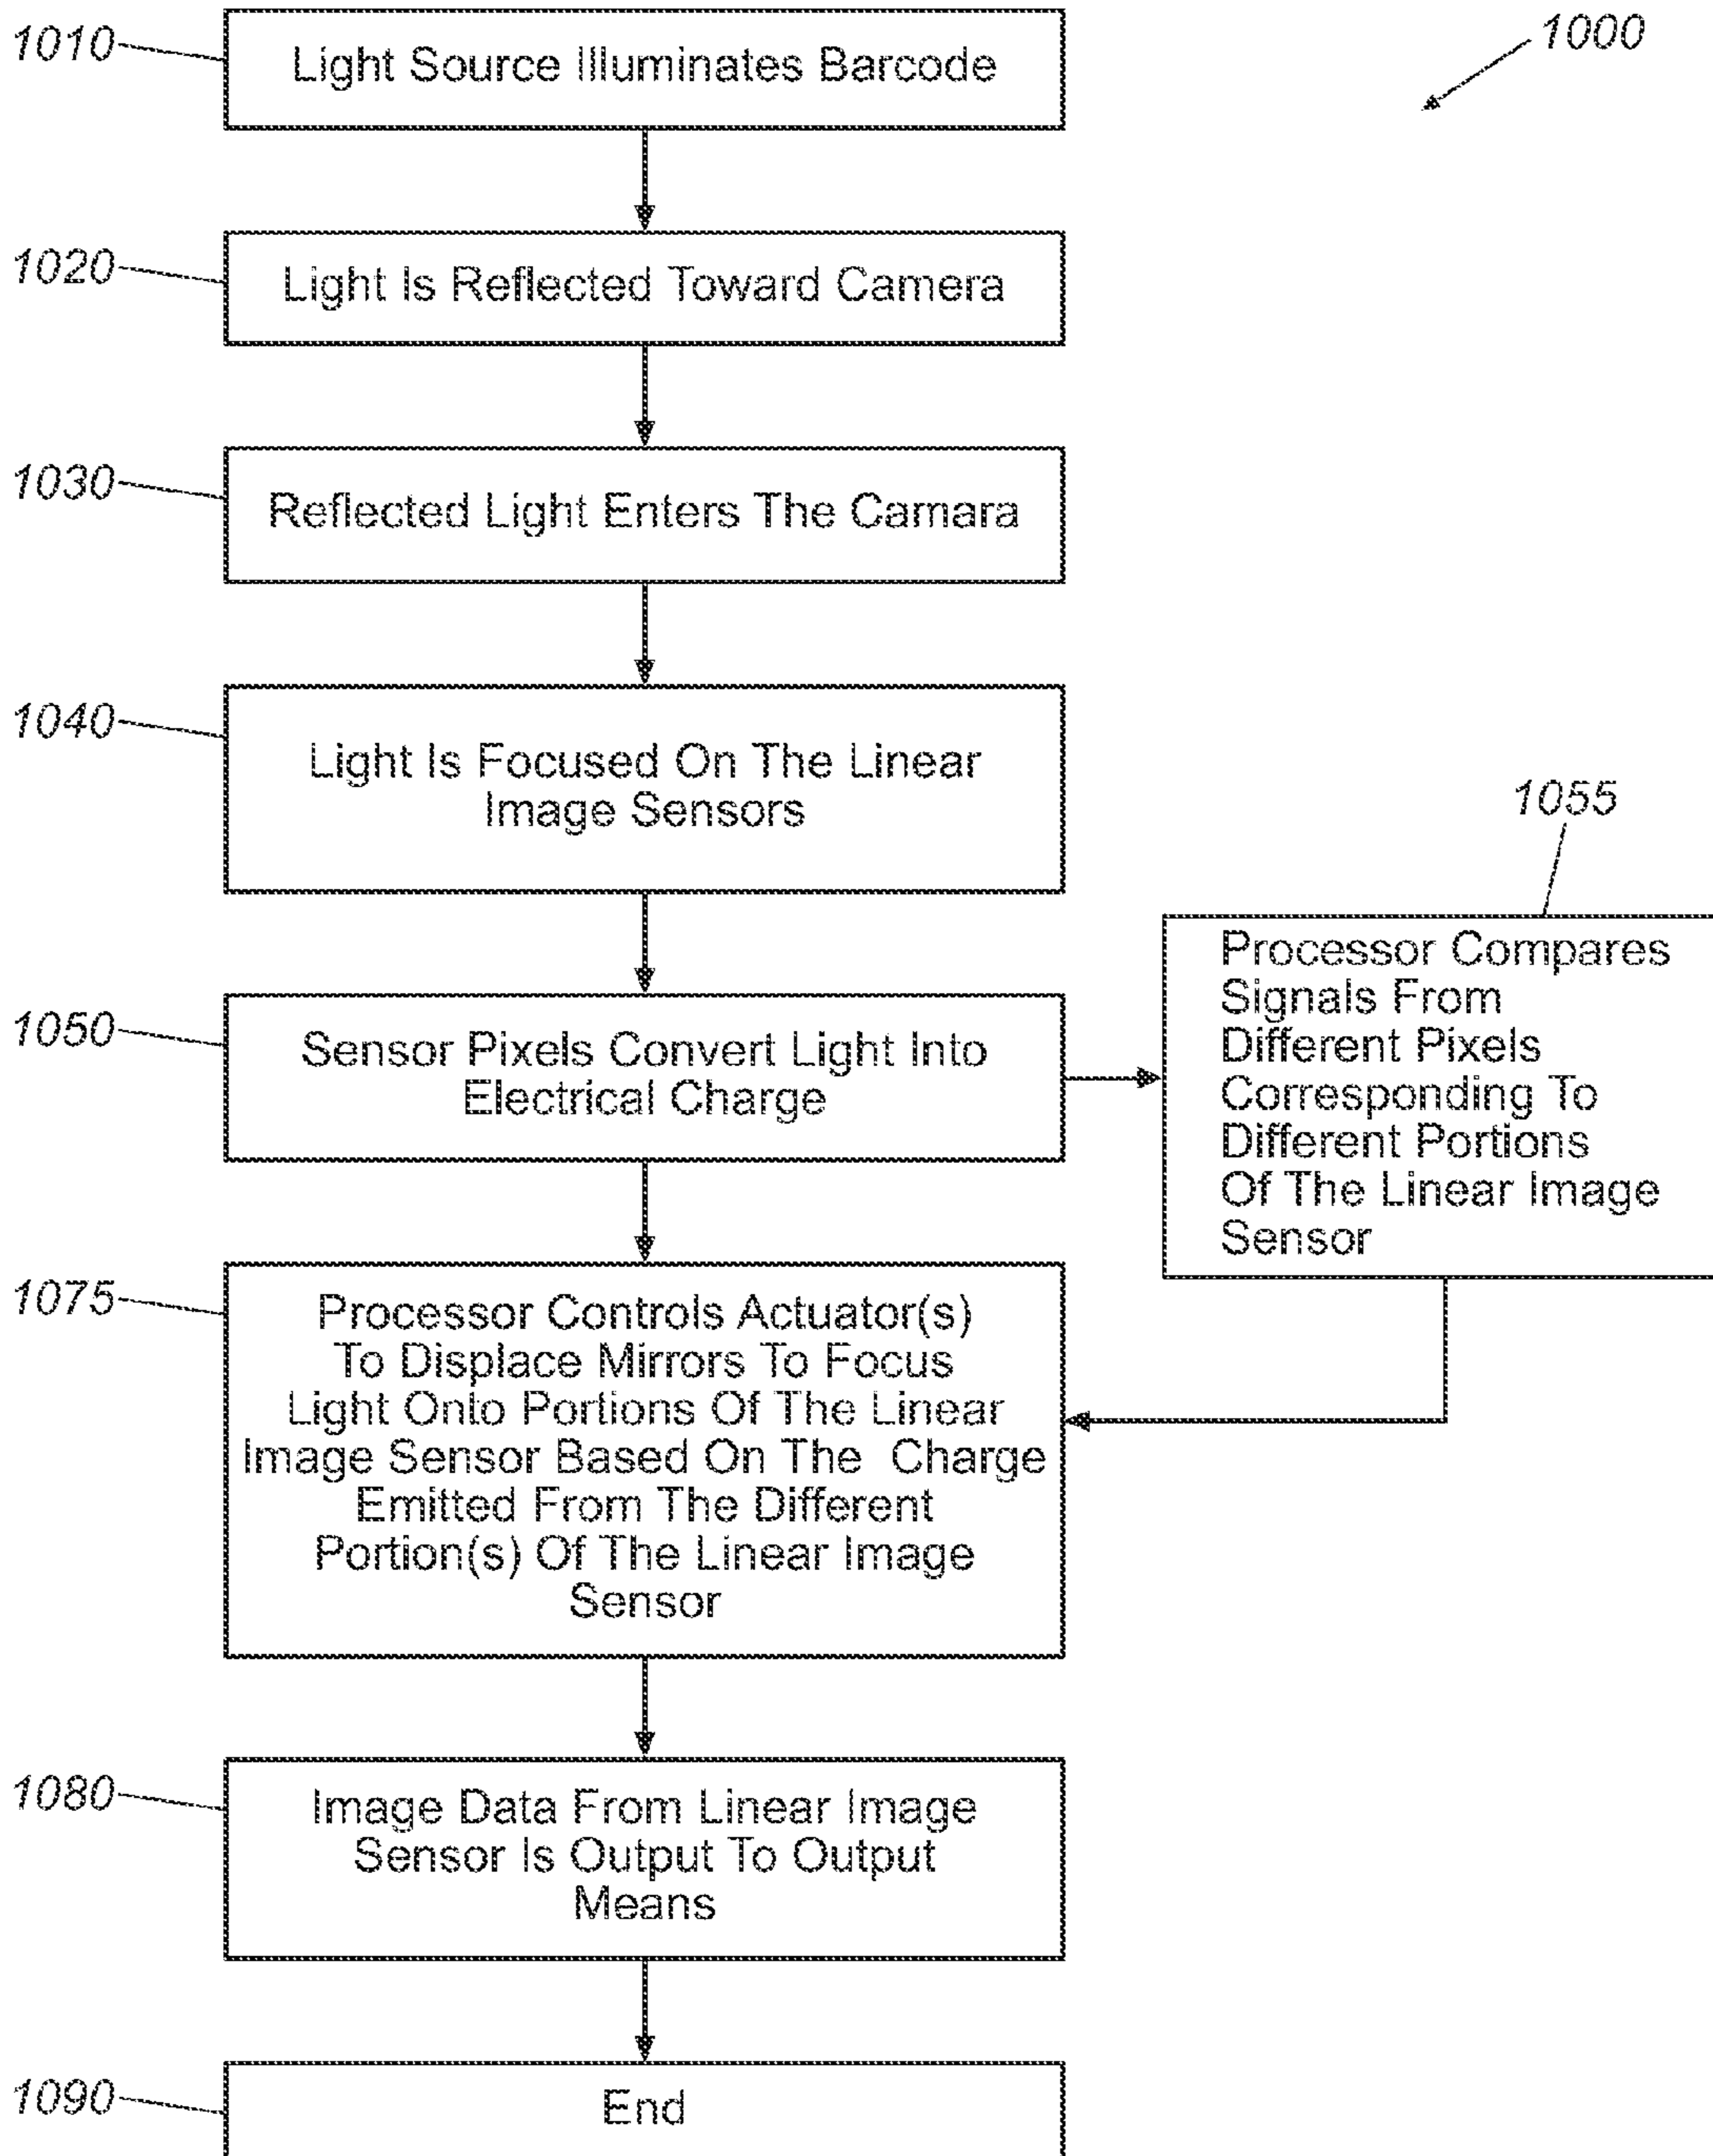 1000
1010
Light Source Illuminates Barcode
1020
Light Is Reflected Toward Camera
1030
Reflected Light Enters The Camara
1040
Light Is Focused On The Linear
Image Sensors
1050
Sensor Pixels Convert Light Into
Electrical Charge
1055
Processor Compares
Signals From
Different Pixels
Corresponding To
Different Portions
Of The Linear Image
Sensor
1075
Processor Controls Actuator(s)
To Displace Mirrors To Focus
Light Onto Portions Of The Linear
Image Sensor Based On The Charge
Emitted From The Different
Portion(s) Of The Linear Image
Sensor
1080
Image Data From Linear Image
Sensor Is Output To Output
Means
1090
End